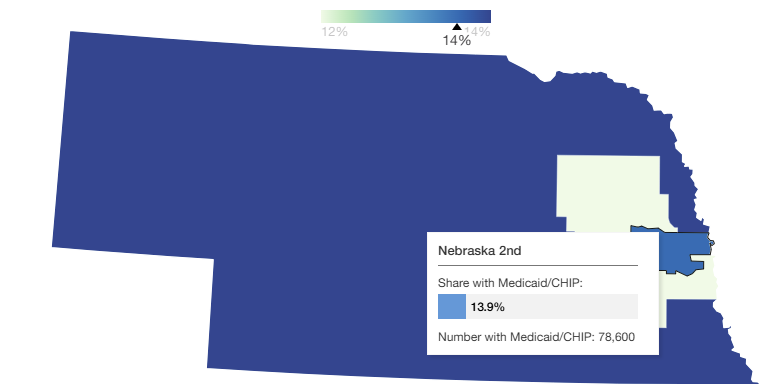 12%
14%
14%
Nebraska 2nd
Share with Medicaid/CHIP:
13.9%
Number with Medicaid/CHIP: 78,600